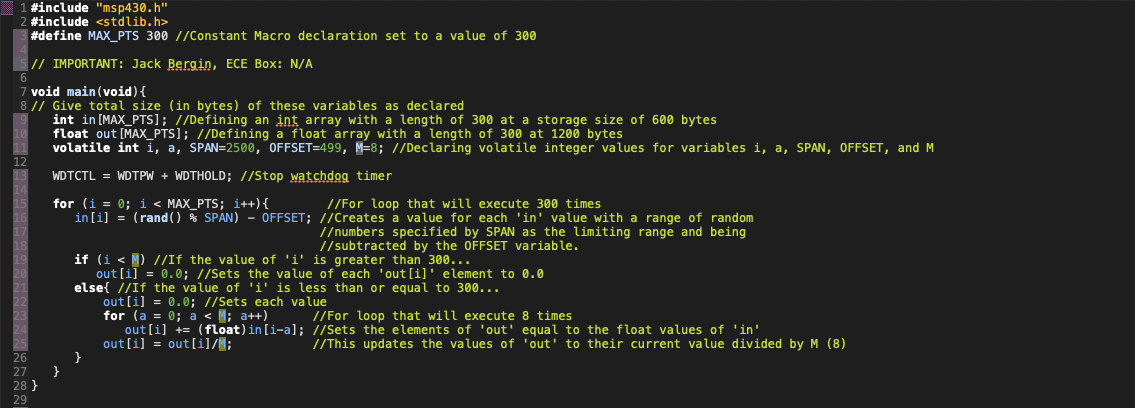 1 #include "msp430.h"
2 #include <stdlib.h>
3 #define MAX_PTS 300 //Constant Macro declaration set to a value of 300
4
5 // IMPORTANT: Jack Bergin, ECE Box: N/A
6
7 void main(void){
8 // Give total size (in bytes) of these variables as declared
9 int in[MAX_PTS]; //Defining an int array with a length of 300 at a storage size of 600 bytes
10 float out[MAX_PTS]; //Defining a float array with a length of 300 at 1200 bytes
11 volatile int i, a, SPAN=2500, OFFSET=499, M=8; //Declaring volatile integer values for variables i, a, SPAN, OFFSET, and M
12
13 WDTCTL = WDTPW + WDTHOLD; //Stop watchdog timer
14
15 for (i = 0; i < MAX_PTS; i++){ //For loop that will execute 300 times
16 in[i] = (rand() % SPAN) - OFFSET; //Creates a value for each 'in' value with a range of random
17 //numbers specified by SPAN as the limiting range and being
18 //subtracted by the OFFSET variable.
19 if (i < M) //If the value of 'i' is greater than 300...
20 out[i] = 0.0; //Sets the value of each 'out[i]' element to 0.0
21 else{ //If the value of 'i' is less than or equal to 300...
22 out[i] = 0.0; //Sets each value
23 for (a = 0; a < M; a++) //For loop that will execute 8 times
24 out[i] += (float)in[i-a]; //Sets the elements of 'out' equal to the float values of 'in'
25 out[i] = out[i]/M; //This updates the values of 'out' to their current value divided by M (8)
26 }
27 }
28 }
29